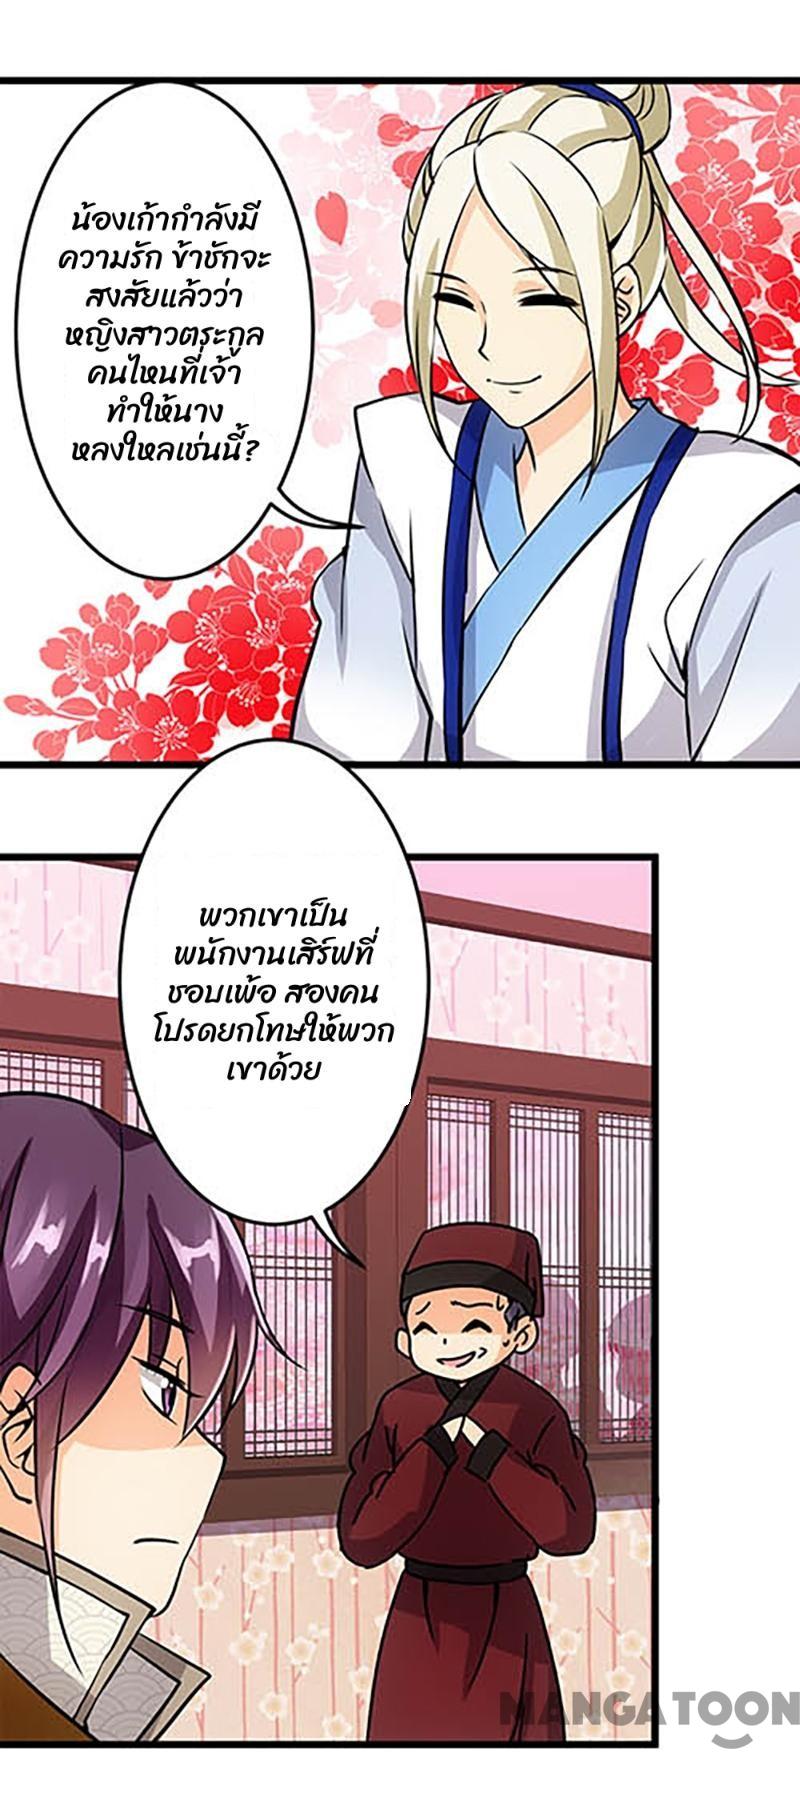 น้องเก้ากำลังมี
ความรัก ข้าชักจะ
สงสัยแล้วว่า
หญิงสาวตระกูล
คนไหนที่เจ้า
ทำให้นาง
หลงใหลเช่นนี้?
พวกเขาเป็น
พนักงานเสิร์ฟที่
ชอบเพ้อ สองคน
โปรดยกโทษให้พวก
เขาด้วย
MANGATOON